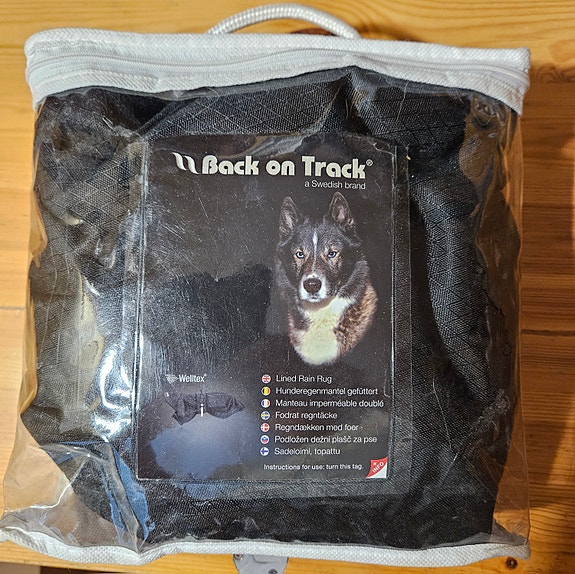 Back on Track®
a Swedish brand
Welltex®
Lined Rain Rug
Hunderegenmantel gefüttert
Manteau imperméable doublé
Fodrat regntäcke
Regndækken med foer
Podložen dežni plašč za pse
Sadeloimi, topattu
Instructions for use: turn this tag.
INFO